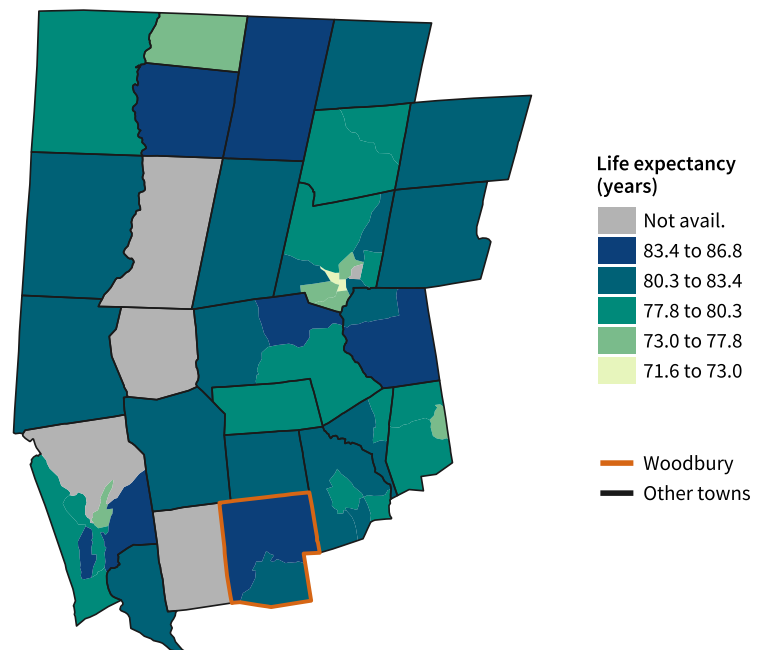 Life expectancy
(years)
Not avail.
83.4 to 86.8
80.3 to 83.4
77.8 to 80.3
73.0 to 77.8
71.6 to 73.0
Woodbury
Other towns